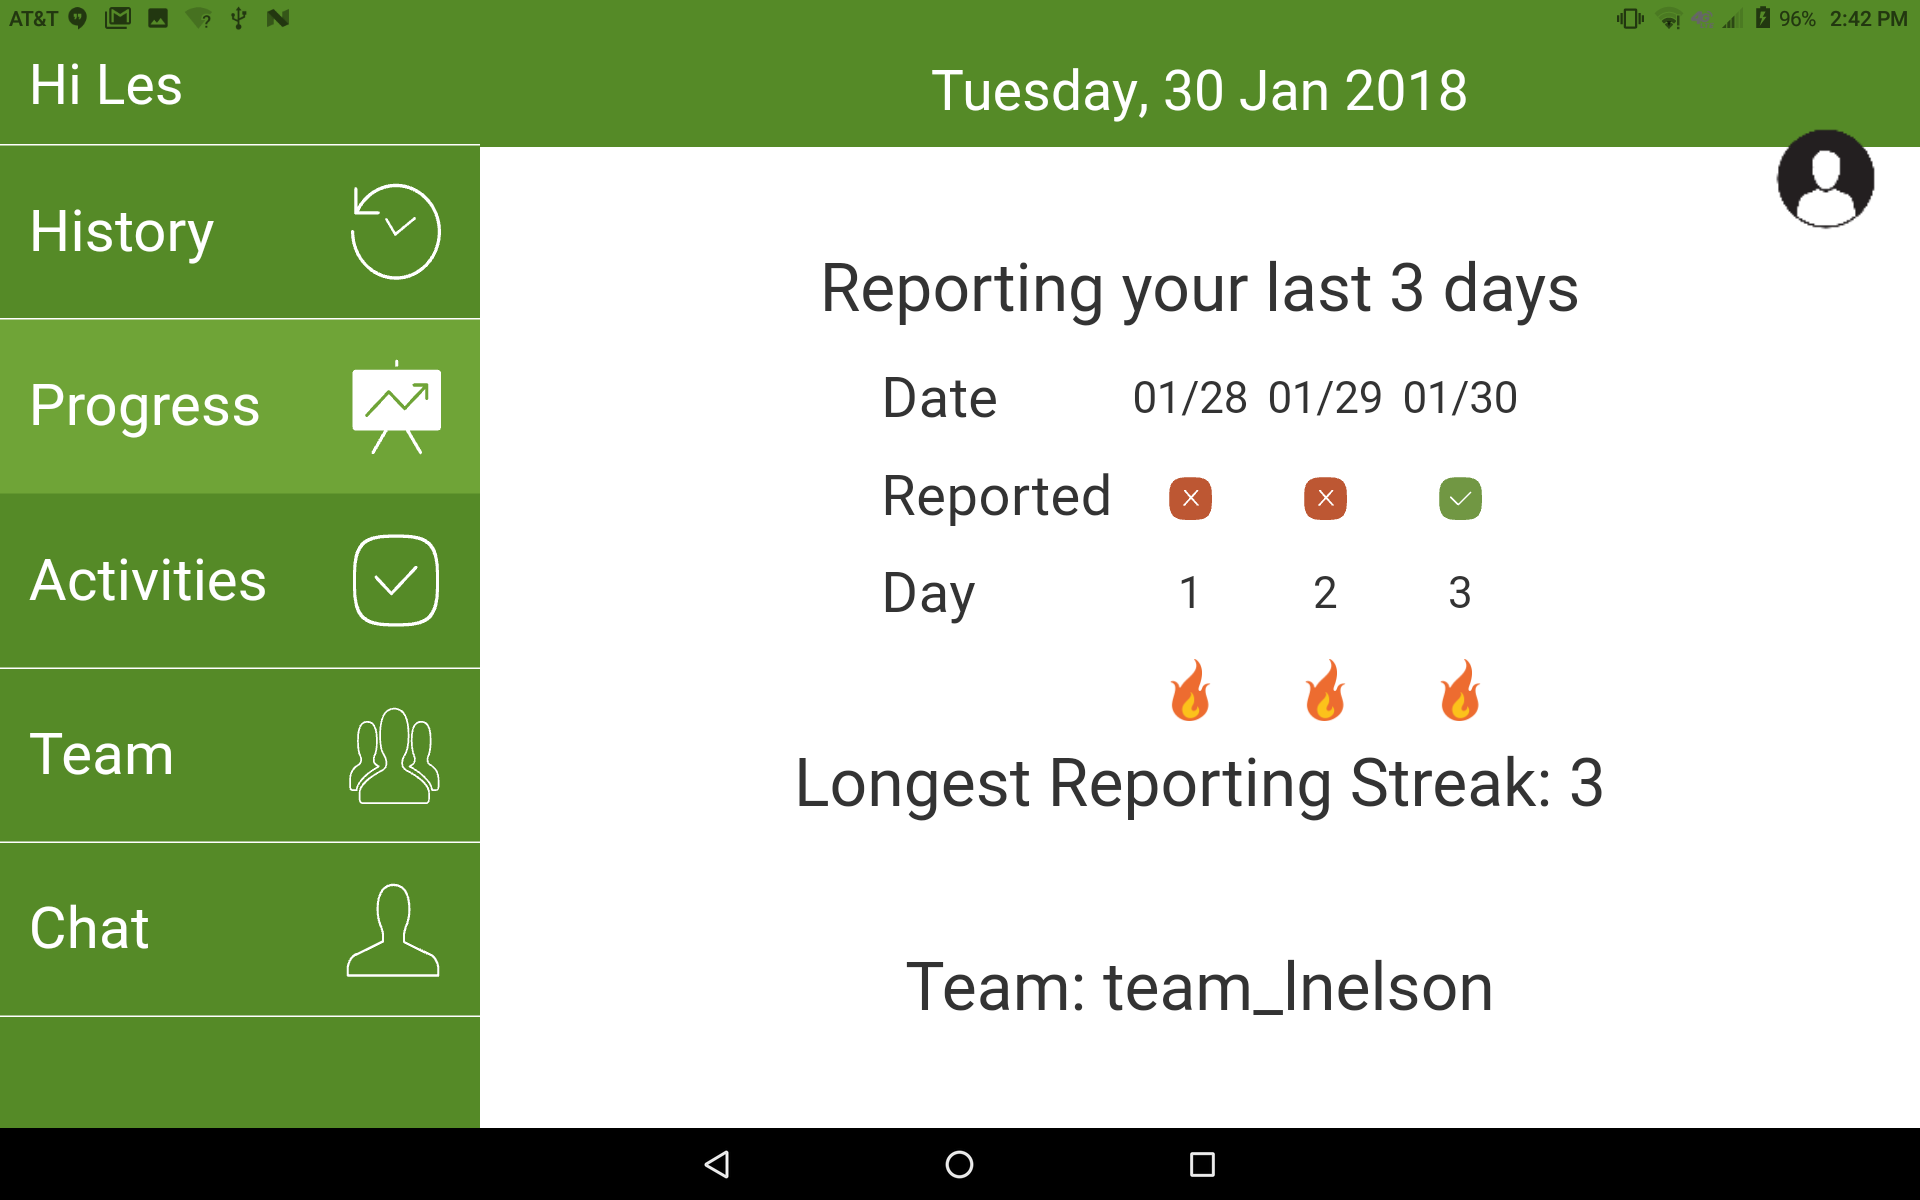 AT&T
96% 2:42 PM
Hi Les
Tuesday, 30 Jan 2018
History
Progress
Activities
Team
Chat
Reporting your last 3 days
Date 01/28 01/29 01/30
Reported
Day 1 2 3
Longest Reporting Streak: 3
Team: team_lnelson